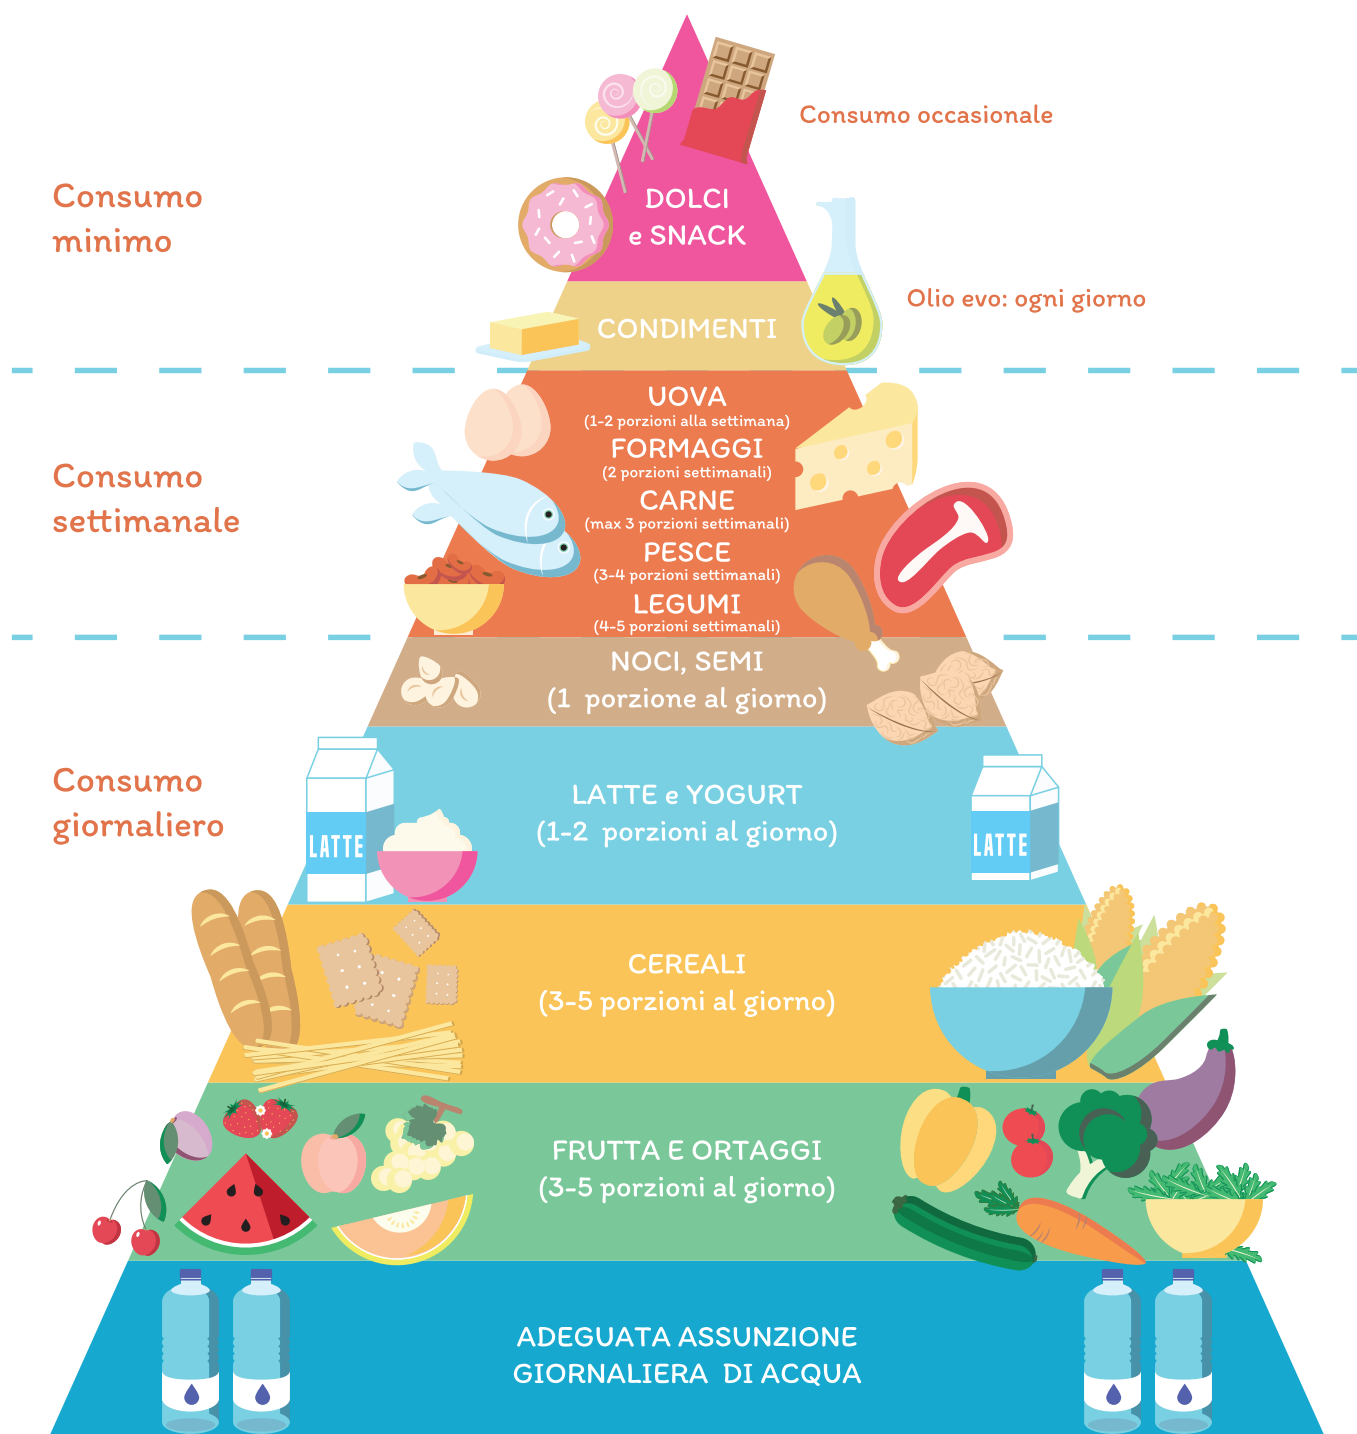 Consumo occasionale
Consumo
minimo
DOLCI
e SNACK
Olio evo: ogni giorno
CONDIMENTI
Consumo
settimanale
UOVA
(1-2 porzioni alla settimana)
FORMAGGI
(2 porzioni settimanali)
CARNE
(max 3 porzioni settimanali)
PESCE
(3-4 porzioni settimanali)
LEGUMI
(4-5 porzioni settimanali)
Consumo
giornaliero
NOCI, SEMI
(1 porzione al giorno)
LATTE e YOGURT
(1-2 porzioni al giorno)
LATTE
LATTE
CEREALI
(3-5 porzioni al giorno)
FRUTTA E ORTAGGI
(3-5 porzioni al giorno)
ADEGUATA ASSUNZIONE
GIORNALIERA DI ACQUA